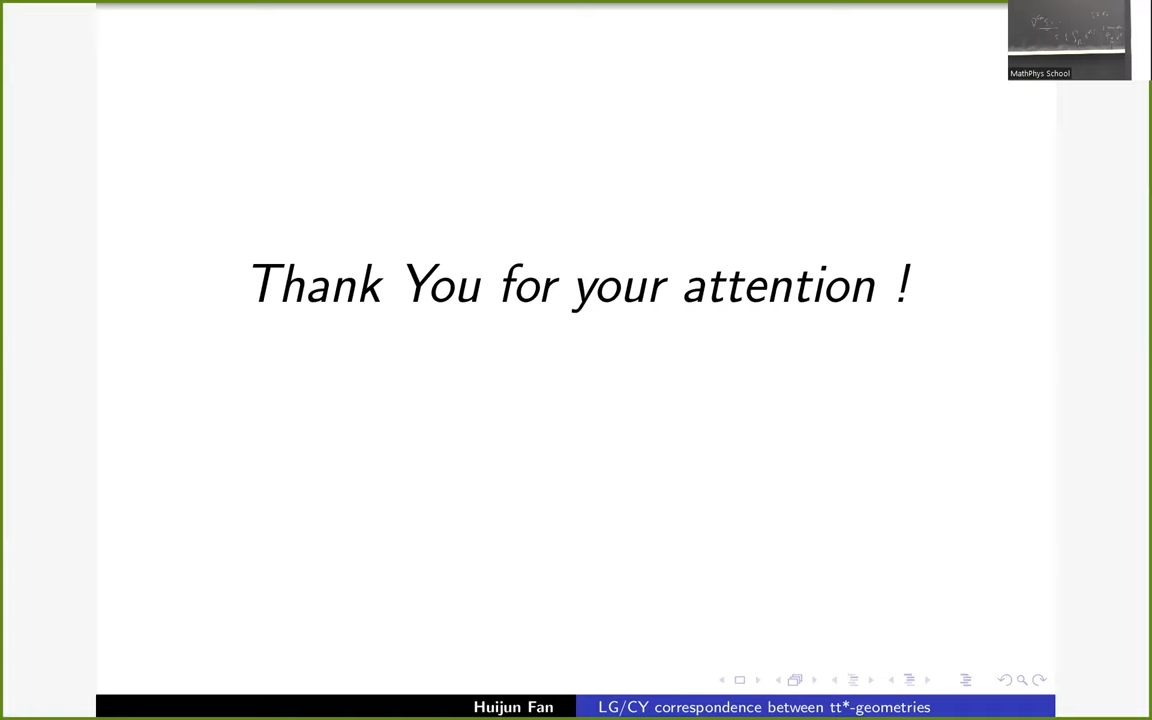 MathPhys School
Thank You for your attention !
Huijun Fan
LG/CY correspondence between tt*-geometries